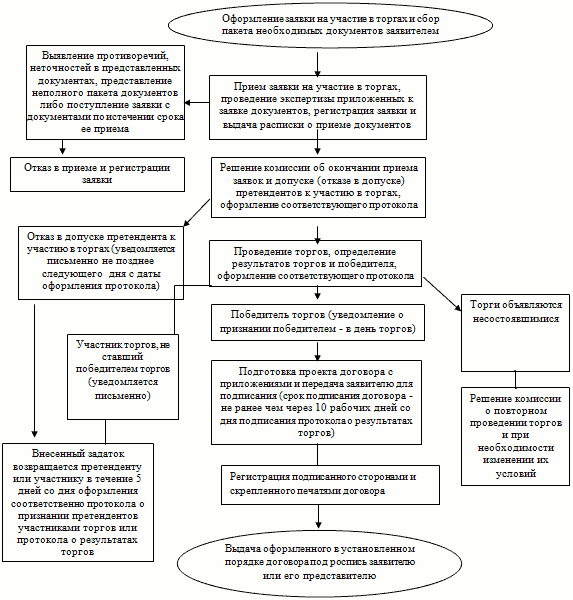 Оформление заявки на участие в торгах и сбор
пакета необходимых документов заявителем
Выявление противоречий,
неточностей в представленных
документах, представление
неполного пакета документов
либо поступление заявки с
документами по истечении срока
ее приема
Прием заявки на участие в торгах,
проведение экспертизы приложенных к
заявке документов, регистрация заявки и
выдача расписки о приеме документов
Отказ в приеме и регистрации
заявки
Решение комиссии об окончании приема
заявок и допуске (отказе в допуске)
претендентов к участию в торгах,
оформление соответствующего протокола
Отказ в допуске претендента к
участию в торгах (уведомляется
письменно не позднее
следующего дня с даты
оформления протокола)
Проведение торгов, определение
результатов торгов и победителя,
оформление соответствующего протокола
Торги объявляются
несостоявшимися
Победитель торгов (уведомление о
признании победителем - в день торгов)
Участник торгов, не
ставший
победителем торгов
(уведомляется
письменно)
Подготовка проекта договора с
приложениями и передача заявителю для
подписания (срок подписания договора -
не ранее чем через 10 рабочих дней со
дня подписания протокола о результатах
торгов)
Решение комиссии
о повторном
проведении торгов
и при
необходимости
изменении их
условий
Внесенный задаток
возвращается претенденту
или участнику в течение 5
дней со дня оформления
соответственно протокола о
признании претендентов
участниками торгов или
протокола о результатах
торгов
Регистрация подписанного сторонами и
скрепленного печатями договора
Выдача оформленного в установленном
порядке договора под роспись заявителю
или его представителю